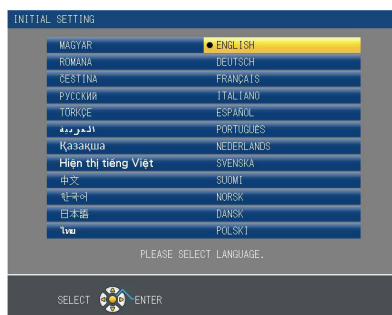 INITIAL SETTING
MAGYAR ENGLISH
ROMÂNA DEUTSCH
ČEŠTINA FRANÇAIS
РУССКИЙ ITALIANO
TÜRKÇE ESPAÑOL
العربية PORTUGUÊS
Қазақша NEDERLANDS
Hiện thị tiếng Việt SVENSKA
中文 SUOMI
한국어 NORSK
日本語 DANSK
ไทย POLSKI
PLEASE SELECT LANGUAGE.
SELECT ENTER